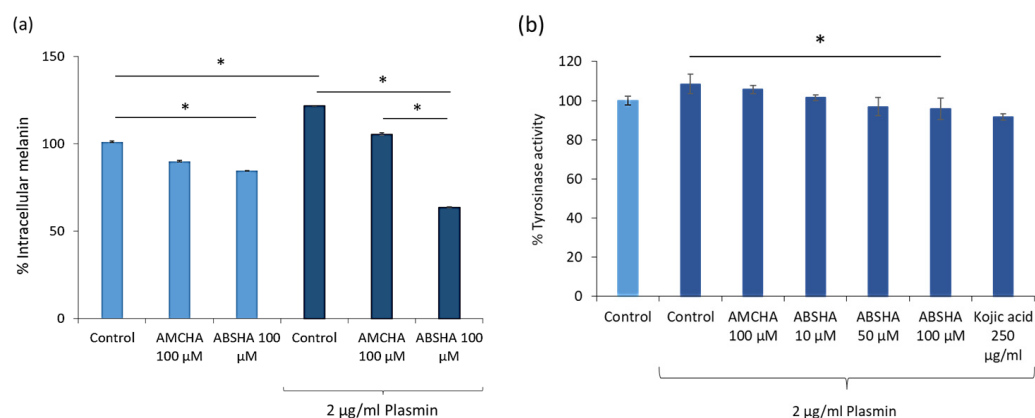 (a)
% Intracellular melanin
150
100
50
0
*
*
*
*
Control
AMCHA
100 µM
ABSHA 100
µM
Control
AMCHA
100 µM
ABSHA 100
µM
2 µg/ml Plasmin
(b)
% Tyrosinase activity
120
100
80
60
40
20
0
*
Control
Control
AMCHA
100 µM
ABSHA
10 µM
ABSHA
50 µM
ABSHA
100 µM
Kojic acid
250
µg/ml
2 µg/ml Plasmin